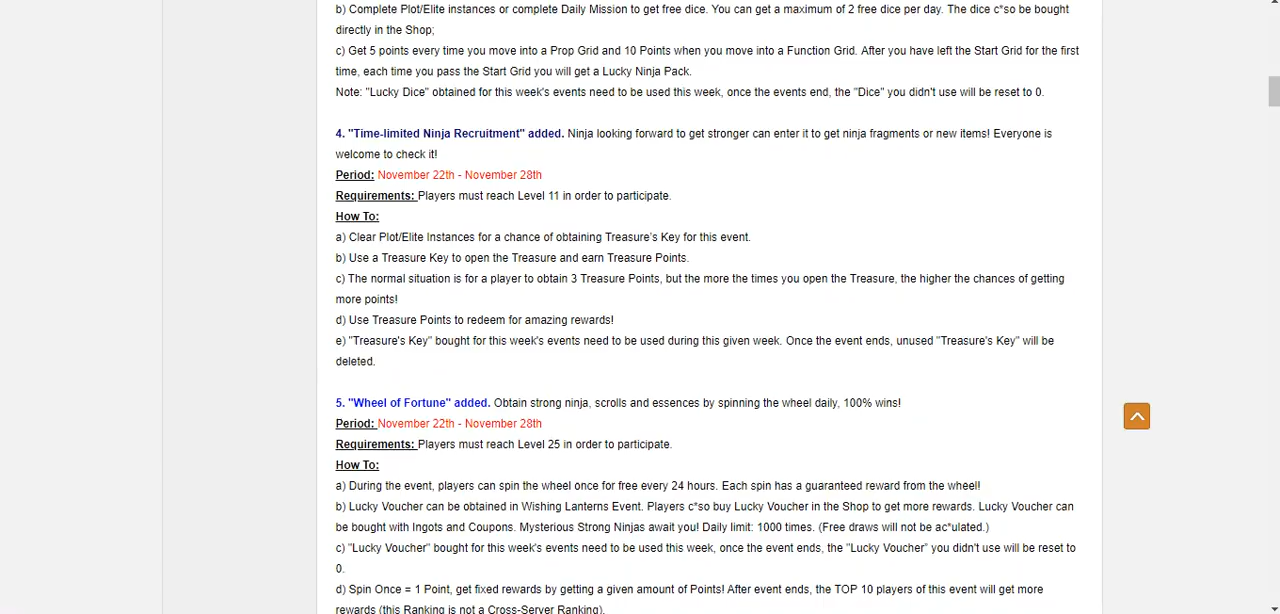 b) Complete Plot/Elite instances or complete Daily Mission to get free dice. You can get a maximum of 2 free dice per day. The dice c*so be bought
directly in the Shop;
c) Get 5 points every time you move into a Prop Grid and 10 Points when you move into a Function Grid. After you have left the Start Grid for the first
time, each time you pass the Start Grid you will get a Lucky Ninja Pack.
Note: "Lucky Dice" obtained for this week's events need to be used this week, once the events end, the "Dice" you didn't use will be reset to 0.
4. "Time-limited Ninja Recruitment" added. Ninja looking forward to get stronger can enter it to get ninja fragments or new items! Everyone is
welcome to check it!
Period: November 22th - November 28th
Requirements: Players must reach Level 11 in order to participate.
How To:
a) Clear Plot/Elite Instances for a chance of obtaining Treasure's Key for this event.
b) Use a Treasure Key to open the Treasure and earn Treasure Points.
c) The normal situation is for a player to obtain 3 Treasure Points, but the more the times you open the Treasure, the higher the chances of getting
more points!
d) Use Treasure Points to redeem for amazing rewards!
e) "Treasure's Key" bought for this week's events need to be used during this given week. Once the event ends, unused "Treasure's Key" will be
deleted.
5. "Wheel of Fortune" added. Obtain strong ninja, scrolls and essences by spinning the wheel daily, 100% wins!
Period: November 22th - November 28th
Requirements: Players must reach Level 25 in order to participate.
How To:
a) During the event, players can spin the wheel once for free every 24 hours. Each spin has a guaranteed reward from the wheel!
b) Lucky Voucher can be obtained in Wishing Lanterns Event. Players c*so buy Lucky Voucher in the Shop to get more rewards. Lucky Voucher can
be bought with Ingots and Coupons. Mysterious Strong Ninjas await you! Daily limit: 1000 times. (Free draws will not be ac*ulated.)
c) "Lucky Voucher" bought for this week's events need to be used this week, once the event ends, the "Lucky Voucher" you didn't use will be reset to
0.
d) Spin Once = 1 Point, get fixed rewards by getting a given amount of Points! After event ends, the TOP 10 players of this event will get more
rewards (this Ranking is not a Cross-Server Ranking).